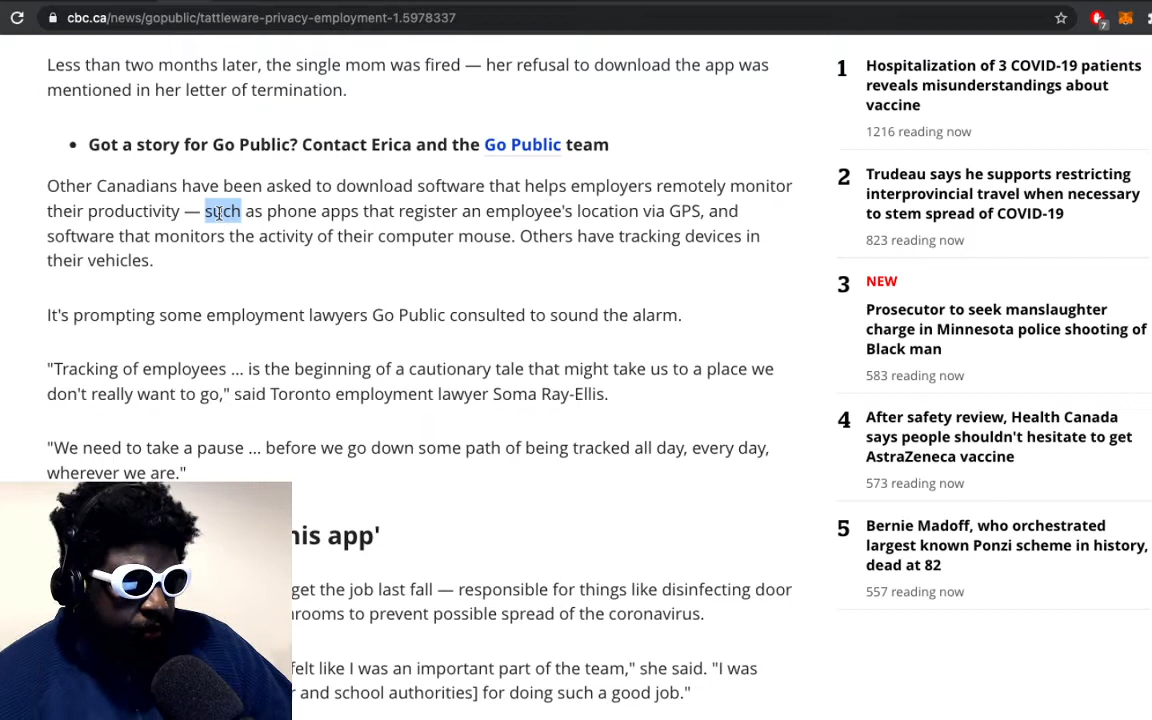 cbc.ca/news/gopublic/tattleware-privacy-employment-1.5978337
7
Less than two months later, the single mom was fired — her refusal to download the app was
mentioned in her letter of termination.
• Got a story for Go Public? Contact Erica and the Go Public team
Other Canadians have been asked to download software that helps employers remotely monitor
their productivity — such as phone apps that register an employee's location via GPS, and
software that monitors the activity of their computer mouse. Others have tracking devices in
their vehicles.
It's prompting some employment lawyers Go Public consulted to sound the alarm.
"Tracking of employees ... is the beginning of a cautionary tale that might take us to a place we
don't really want to go," said Toronto employment lawyer Soma Ray-Ellis.
"We need to take a pause ... before we go down some path of being tracked all day, every day,
wherever we are."
his app'
get the job last fall — responsible for things like disinfecting door
rooms to prevent possible spread of the coronavirus.
felt like I was an important part of the team," she said. "I was
and school authorities] for doing such a good job."
1
Hospitalization of 3 COVID-19 patients
reveals misunderstandings about
vaccine
1216 reading now
2
Trudeau says he supports restricting
interprovincial travel when necessary
to stem spread of COVID-19
823 reading now
3
NEW
Prosecutor to seek manslaughter
charge in Minnesota police shooting of
Black man
583 reading now
4
After safety review, Health Canada
says people shouldn't hesitate to get
AstraZeneca vaccine
573 reading now
5
Bernie Madoff, who orchestrated
largest known Ponzi scheme in history,
dead at 82
557 reading now